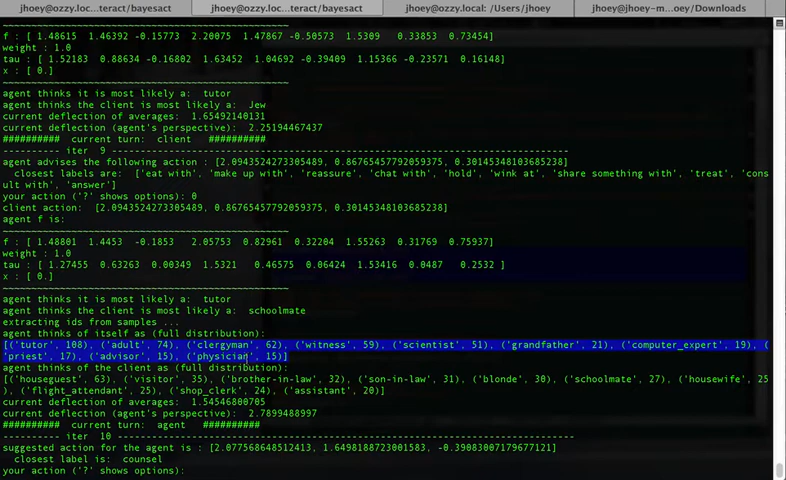 jhoey@ozzy.loc...teract/bayesact jhoey@ozzy.loc...teract/bayesact jhoey@ozzy.local: /Users/jhoey jhoey@jhoey-m...oey/Downloads
~~~~~~~~~~~~~~~~~~~~~~~~~~~~~~~~~~~~~~~~~~~~~~~~
f : [ 1.48615 1.46392 -0.15773 2.20075 1.47867 -0.50573 1.5309 0.33853 0.73454]
weight : 1.0
tau : [ 1.52183 0.88634 -0.16802 1.63452 1.04692 -0.39409 1.15366 -0.23571 0.16148]
x : [ 0.]
~~~~~~~~~~~~~~~~~~~~~~~~~~~~~~~~~~~~~~~~~~~~~~~~
agent thinks it is most likely a: tutor
agent thinks the client is most likely a: Jew
current deflection of averages: 1.65492140131
current deflection (agent's perspective): 2.25194467437
########## current turn: client ##########
---------- iter 9 ----------------------------------------------------------------
agent advises the following action : [2.0943524273305489, 0.86765457792059375, 0.30145348103685238]
closest labels are: ['eat with', 'make up with', 'reassure', 'chat with', 'hold', 'wink at', 'share something with', 'treat', 'cons
ult with', 'answer']
your action ('?' shows options): 0
client action: [2.0943524273305489, 0.86765457792059375, 0.30145348103685238]
agent f is:
~~~~~~~~~~~~~~~~~~~~~~~~~~~~~~~~~~~~~~~~~~~~~~~~
f : [ 1.48801 1.4453 -0.1853 2.05753 0.82961 0.32204 1.55263 0.31769 0.75937]
weight : 1.0
tau : [ 1.27455 0.63263 0.00349 1.5321 0.46575 0.06424 1.53416 0.0487 0.2532 ]
x : [ 0.]
~~~~~~~~~~~~~~~~~~~~~~~~~~~~~~~~~~~~~~~~~~~~~~~~
agent thinks it is most likely a: tutor
agent thinks the client is most likely a: schoolmate
extracting ids from samples ...
agent thinks of itself as (full distribution):
[('tutor', 108), ('adult', 74), ('clergyman', 62), ('witness', 59), ('scientist', 51), ('grandfather', 21), ('computer_expert', 19), (
'priest', 17), ('advisor', 15), ('physician', 15)]
agent thinks of the client as (full distribution):
[('houseguest', 63), ('visitor', 35), ('brother-in-law', 32), ('son-in-law', 31), ('blonde', 30), ('schoolmate', 27), ('housewife', 25
), ('flight_attendant', 25), ('shop_clerk', 24), ('assistant', 20)]
current deflection of averages: 1.54546800705
current deflection (agent's perspective): 2.7899488997
########## current turn: agent ##########
---------- iter 10 ----------------------------------------------------------------
suggested action for the agent is : [2.077568648512413, 1.6498188723001583, -0.39083007179677121]
closest label is: counsel
your action ('?' shows options):